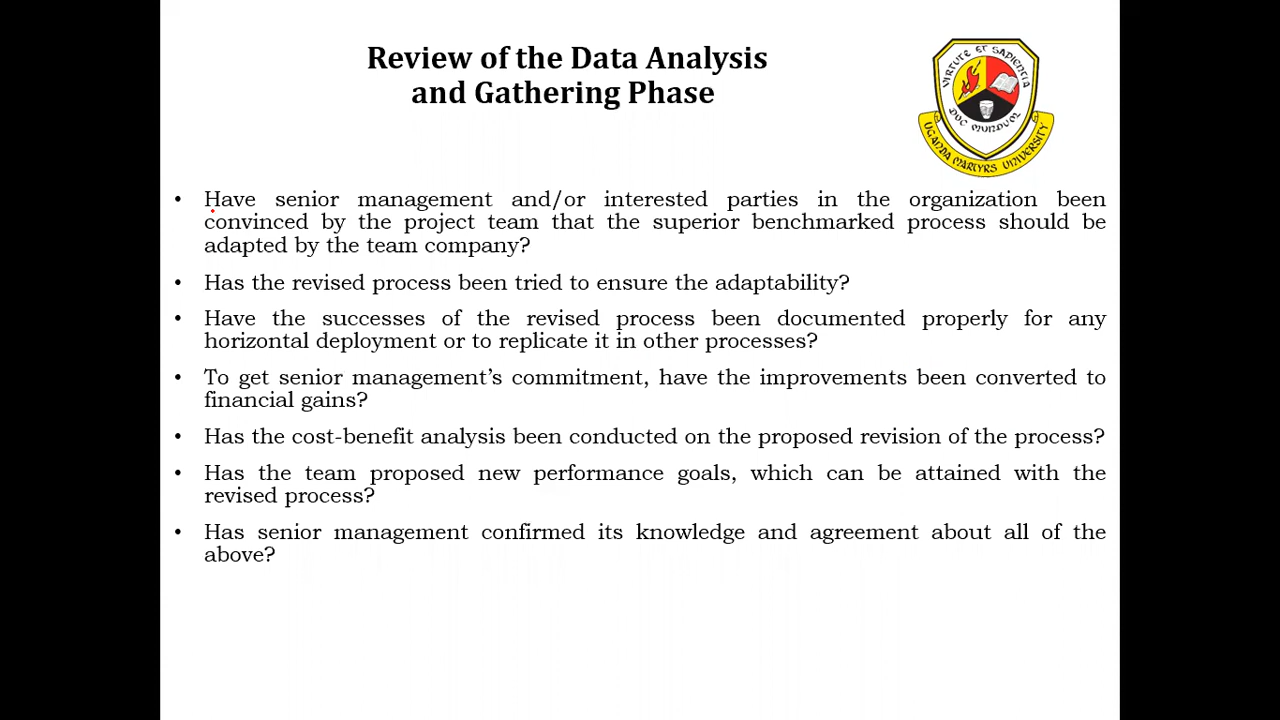 Review of the Data Analysis
and Gathering Phase
VIRTUTE ET SAPIENTIA
DUC MUNDUM
UGANDA MARTYRS UNIVERSITY
• Have senior management and/or interested parties in the organization been
convinced by the project team that the superior benchmarked process should be
adapted by the team company?
• Has the revised process been tried to ensure the adaptability?
• Have the successes of the revised process been documented properly for any
horizontal deployment or to replicate it in other processes?
• To get senior management’s commitment, have the improvements been converted to
financial gains?
• Has the cost-benefit analysis been conducted on the proposed revision of the process?
• Has the team proposed new performance goals, which can be attained with the
revised process?
• Has senior management confirmed its knowledge and agreement about all of the
above?